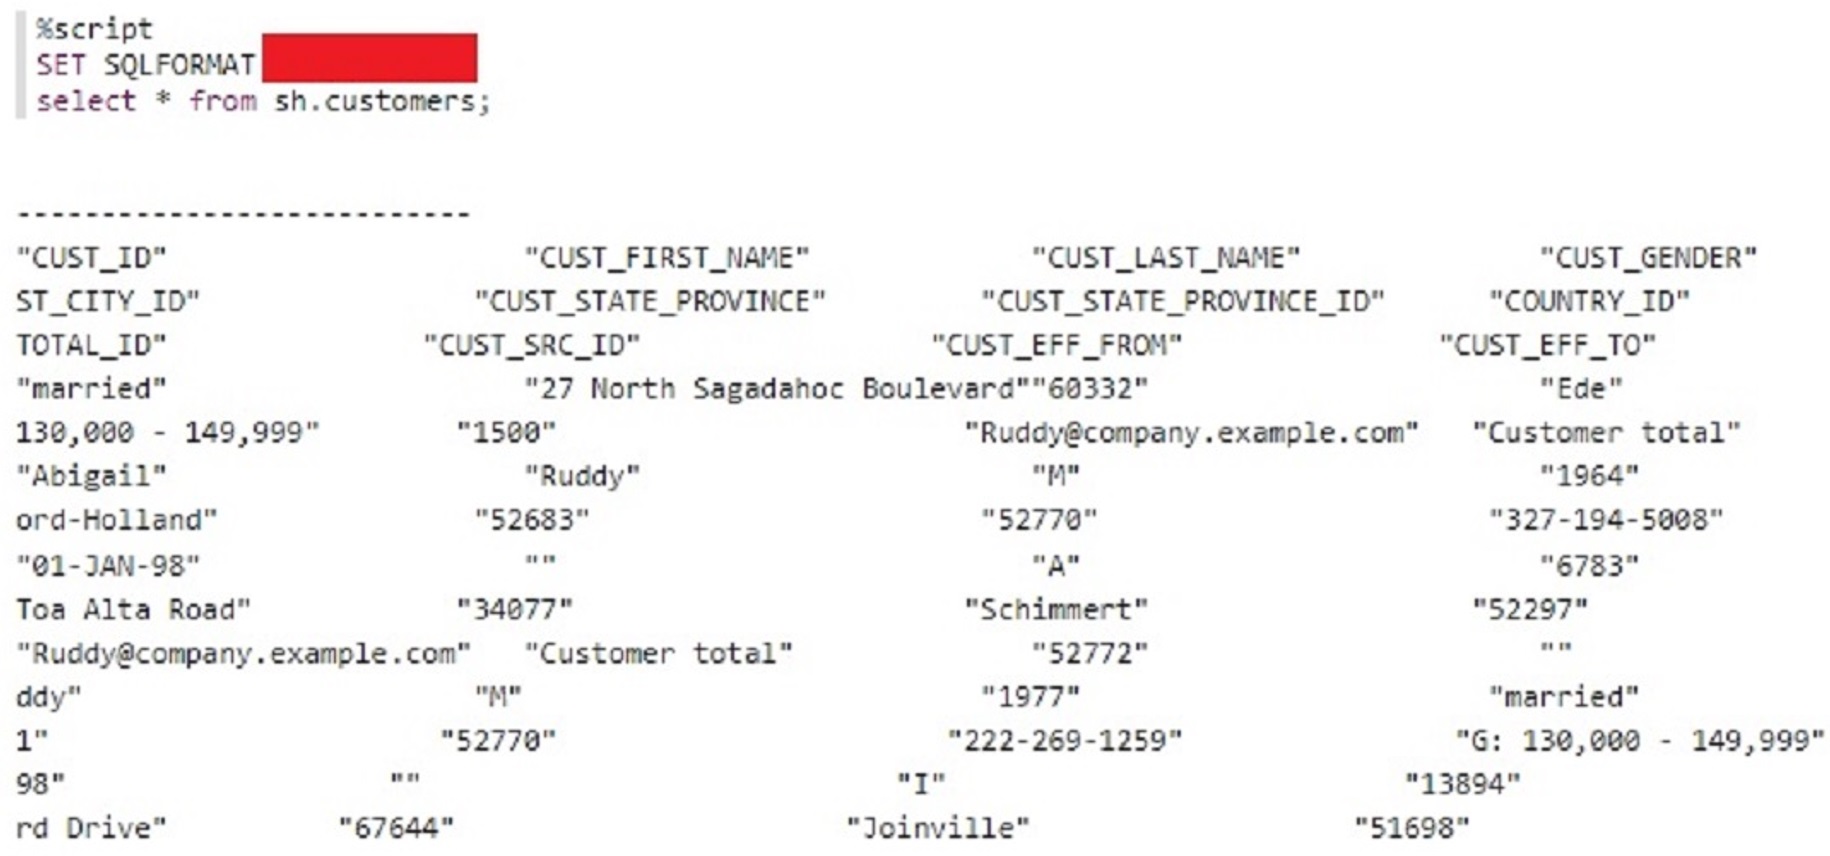 %script
SET SQLFORMAT
select * from sh.customers;
---------------------------
"CUST_ID" "CUST_FIRST_NAME" "CUST_LAST_NAME" "CUST_GENDER"
ST_CITY_ID" "CUST_STATE_PROVINCE" "CUST_STATE_PROVINCE_ID" "COUNTRY_ID"
TOTAL_ID" "CUST_SRC_ID" "CUST_EFF_FROM" "CUST_EFF_TO"
"married" "27 North Sagadahoc Boulevard""60332" "Ede"
130,000 - 149,999" "1500" "Ruddy@company.example.com" "Customer total"
"Abigail" "Ruddy" "M" "1964"
ord-Holland" "52683" "52770" "327-194-5008"
"01-JAN-98" "" "A" "6783"
Toa Alta Road" "34077" "Schimmert" "52297"
"Ruddy@company.example.com" "Customer total" "52772" ""
ddy" "M" "1977" "married"
1" "52770" "222-269-1259" "G: 130,000 - 149,999"
98" "" "I" "13894"
rd Drive" "67644" "Joinville" "51698"